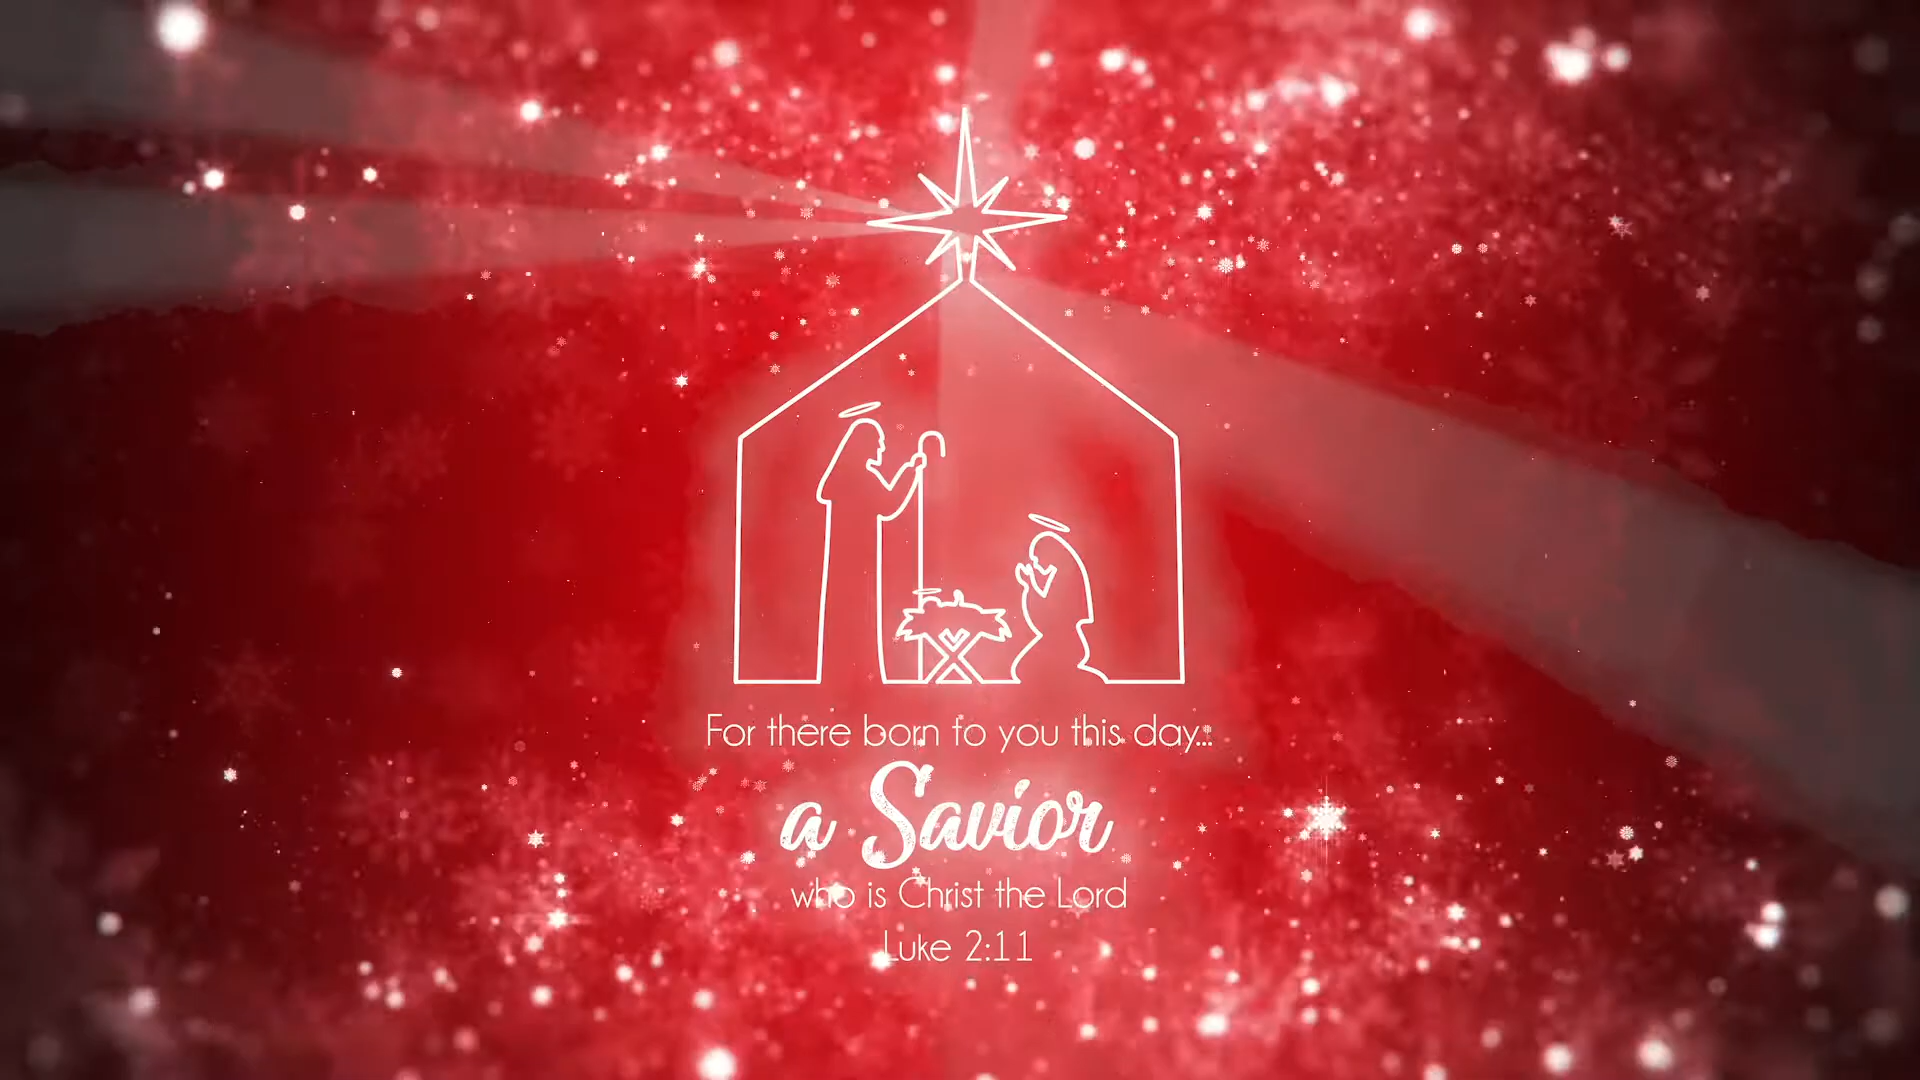 For there born to you this day...
a Savior
who is Christ the Lord
Luke 2:11